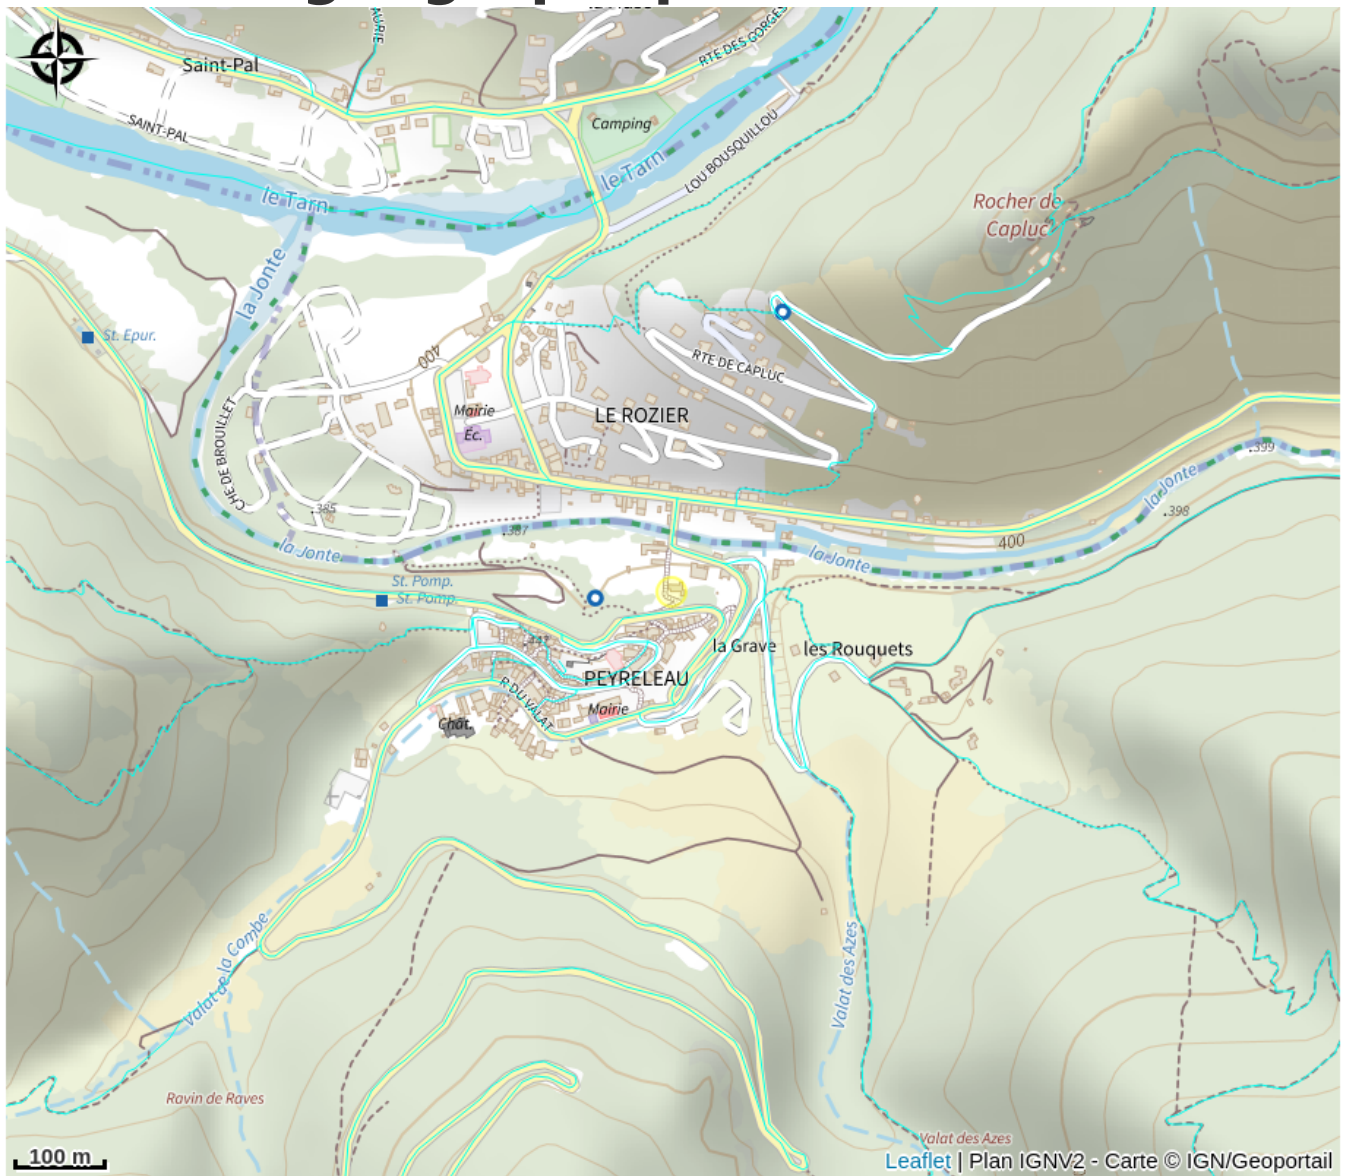 Saint-Pal
RTE DES GORGES
SAINT-PAL
Camping
le Tarn
LOU BOUSQUILLOU
le Tarn
Rocher de
Capluc
la Jonte
St. Epur.
400
RTE DE CAPLUC
CHE DE BROUILLET
Mairie
LE ROZIER
Éc.
.399
la Jonte
.385
.398
.387
400
la Jonte
la Jonte
St. Pomp.
St. Pomp.
443
la Grave
les Rouquets
PEYRELEAU
R DU VALAT
Mairie
Chât.
Valat de la Combe
Valat des Azes
Ravin de Raves
Valat des Azes
100 m
Leaflet | Plan IGNV2 - Carte © IGN/Geoportail